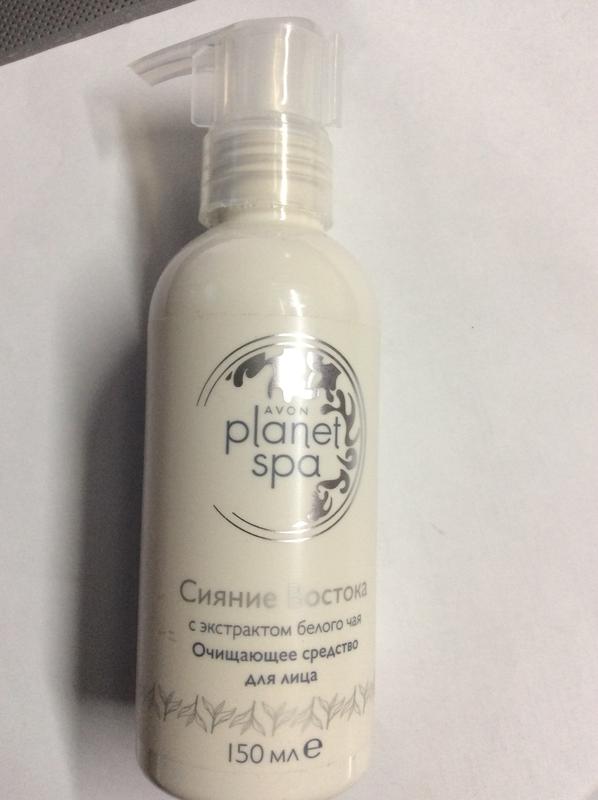 AVON
planet
spa
Сияние Востока
с экстрактом белого чая
Очищающее средство
для лица
150 мл e